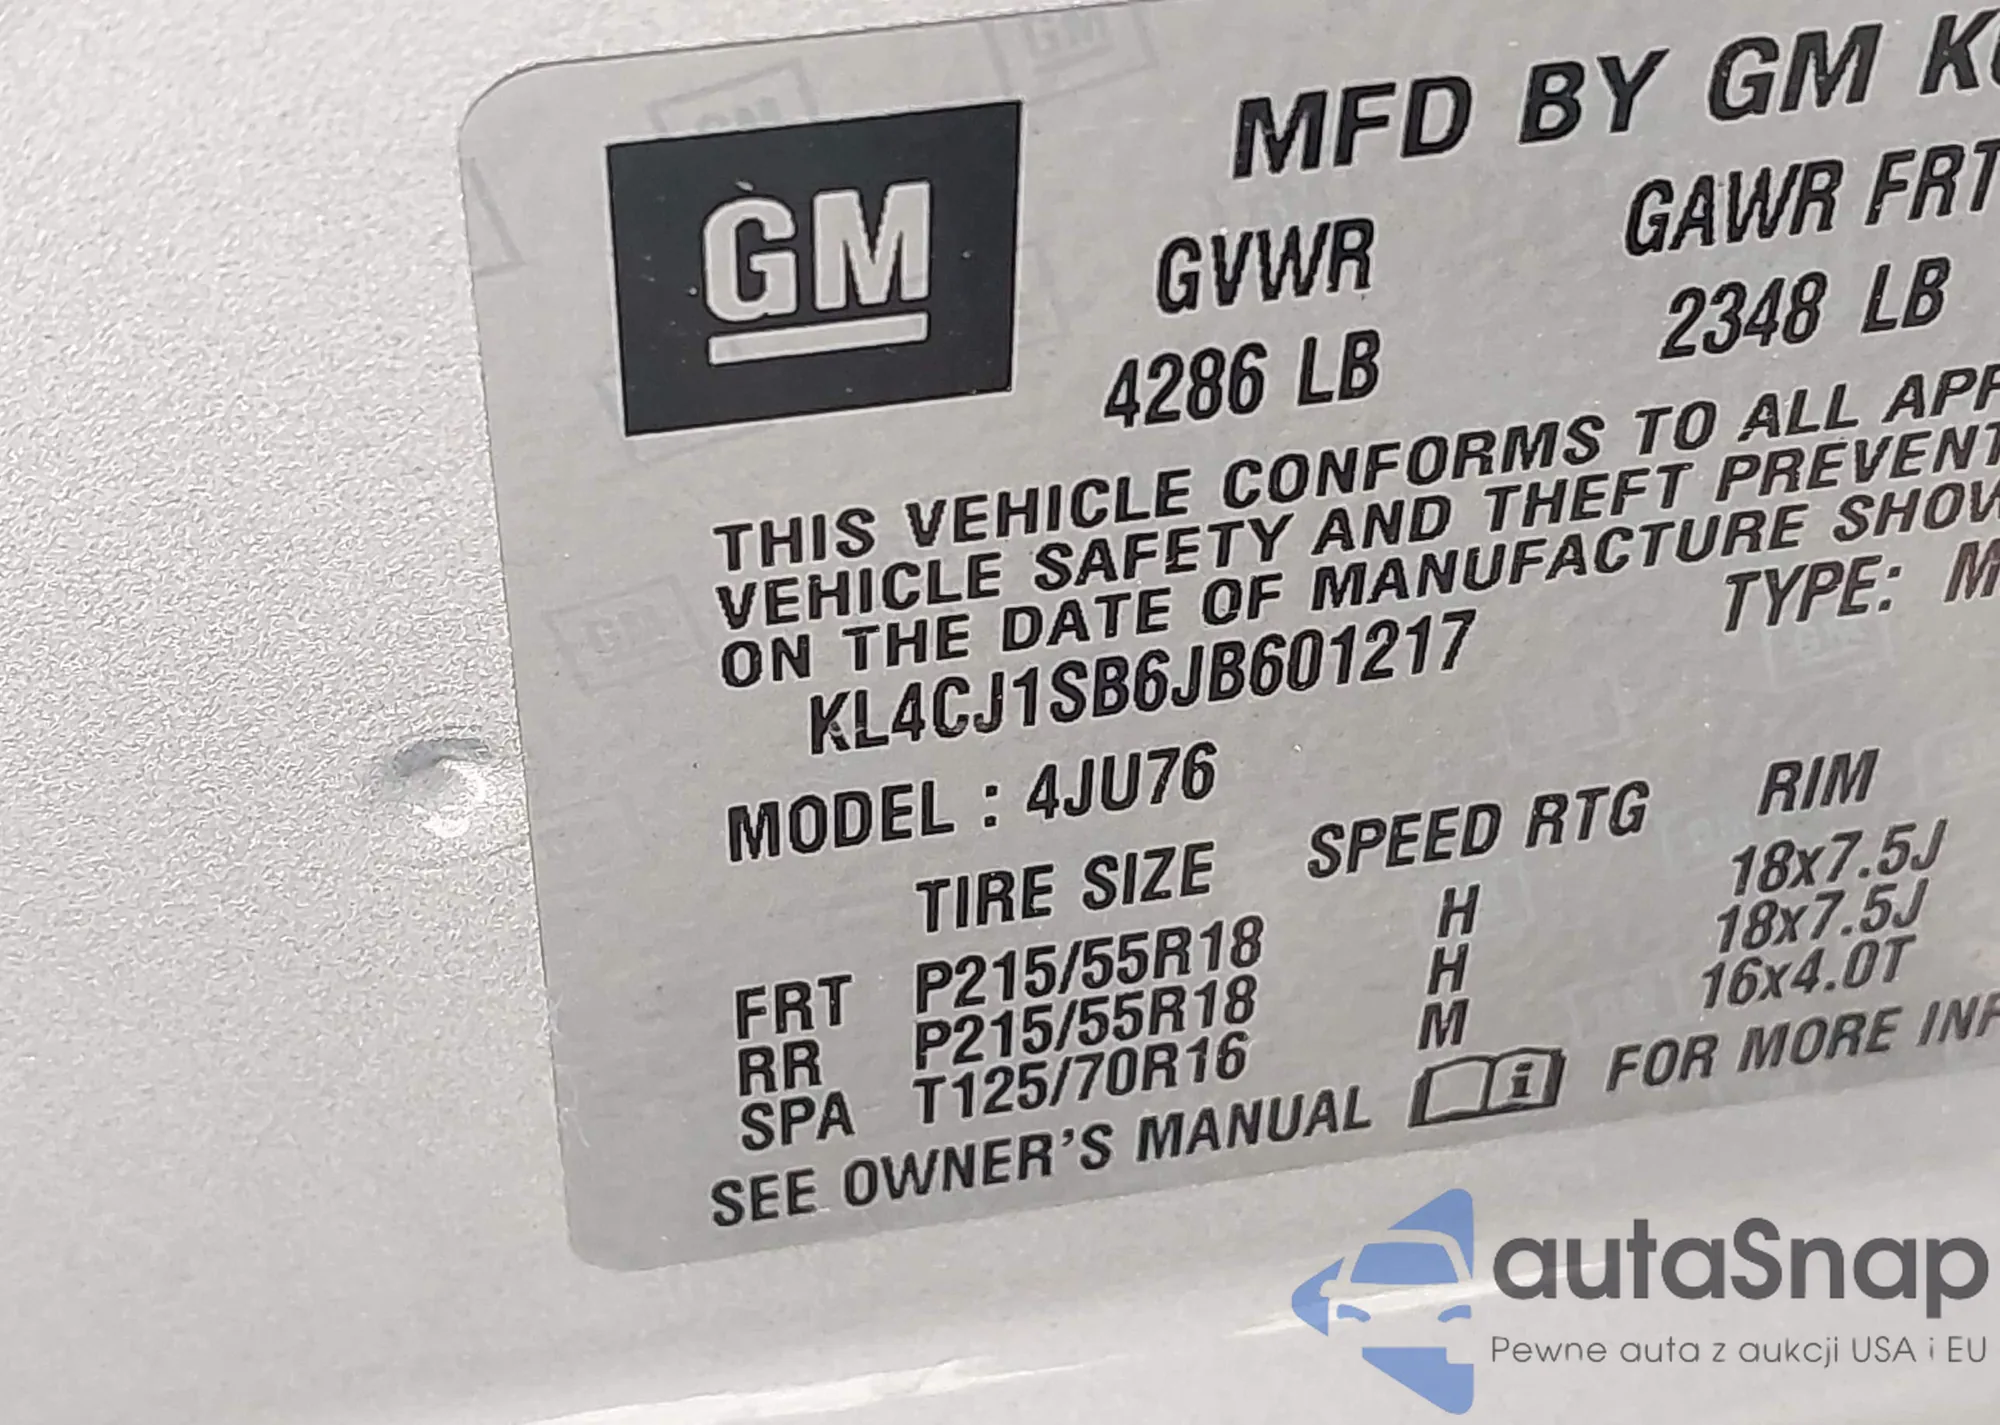 GM
MFD BY GM K
GVWR GAWR FRT
4286 LB 2348 LB
THIS VEHICLE CONFORMS TO ALL APP
VEHICLE SAFETY AND THEFT PREVENT
ON THE DATE OF MANUFACTURE SHOW
KL4CJ1SB6JB601217 TYPE: M
MODEL : 4JU76
TIRE SIZE SPEED RTG RIM
FRT P215/55R18 H 18x7.5J
RR P215/55R18 H 18x7.5J
SPA T125/70R16 M 16x4.0T
SEE OWNER'S MANUAL i FOR MORE INF
autaSnap
Pewne auta z aukcji USA i EU